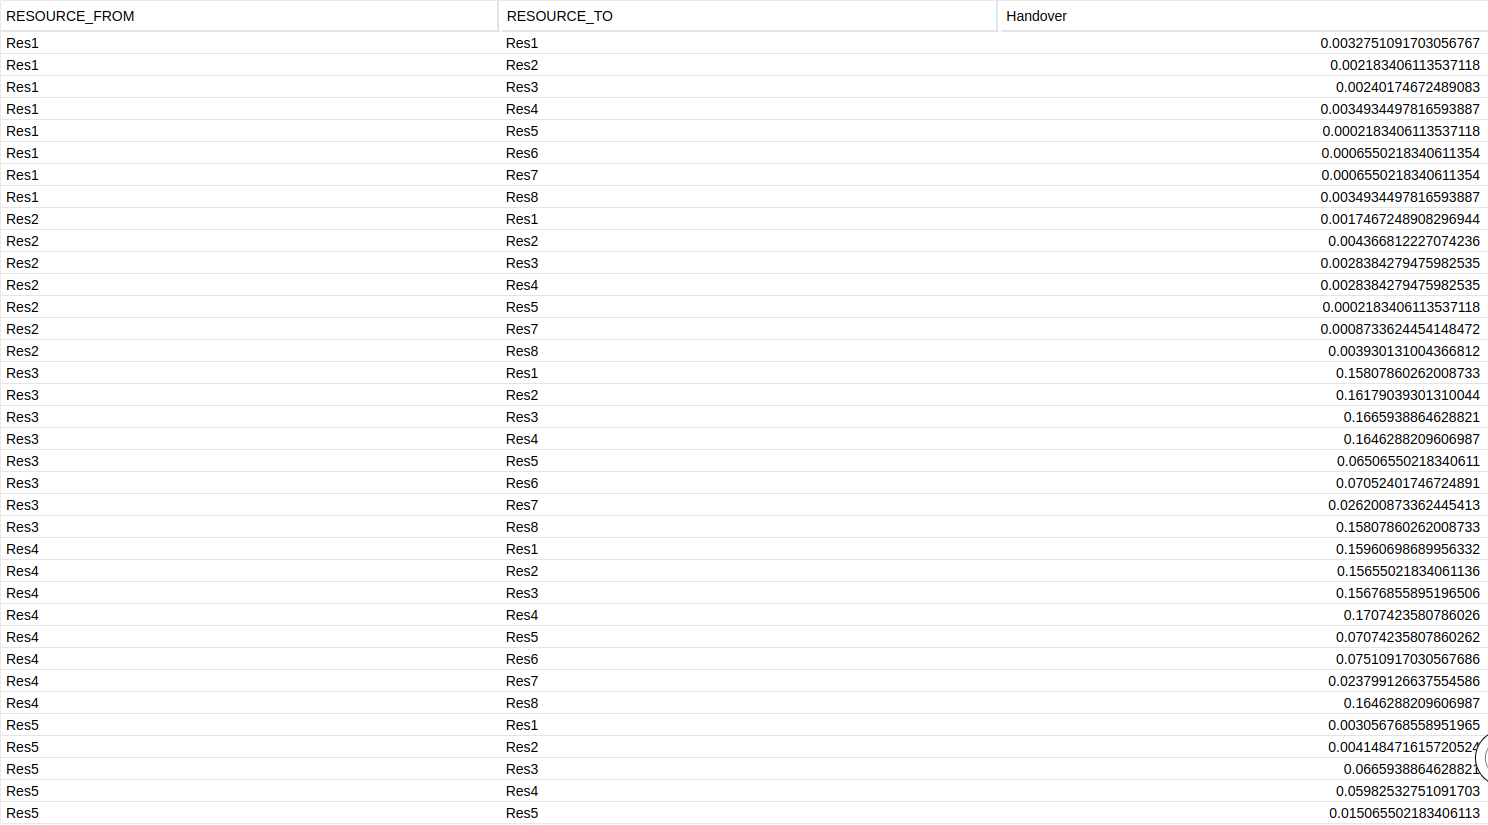 RESOURCE_FROM RESOURCE_TO Handover
Res1 Res1 0.0032751091703056767
Res1 Res2 0.002183406113537118
Res1 Res3 0.00240174672489083
Res1 Res4 0.0034934497816593887
Res1 Res5 0.0002183406113537118
Res1 Res6 0.0006550218340611354
Res1 Res7 0.0006550218340611354
Res1 Res8 0.0034934497816593887
Res2 Res1 0.0017467248908296944
Res2 Res2 0.004366812227074236
Res2 Res3 0.0028384279475982535
Res2 Res4 0.0028384279475982535
Res2 Res5 0.0002183406113537118
Res2 Res7 0.0008733624454148472
Res2 Res8 0.003930131004366812
Res3 Res1 0.15807860262008733
Res3 Res2 0.16179039301310044
Res3 Res3 0.1665938864628821
Res3 Res4 0.1646288209606987
Res3 Res5 0.06506550218340611
Res3 Res6 0.07052401746724891
Res3 Res7 0.026200873362445413
Res3 Res8 0.15807860262008733
Res4 Res1 0.15960698689956332
Res4 Res2 0.15655021834061136
Res4 Res3 0.15676855895196506
Res4 Res4 0.1707423580786026
Res4 Res5 0.07074235807860262
Res4 Res6 0.07510917030567686
Res4 Res7 0.023799126637554586
Res4 Res8 0.1646288209606987
Res5 Res1 0.003056768558951965
Res5 Res2 0.004148471615720524
Res5 Res3 0.0665938864628821
Res5 Res4 0.05982532751091703
Res5 Res5 0.015065502183406113